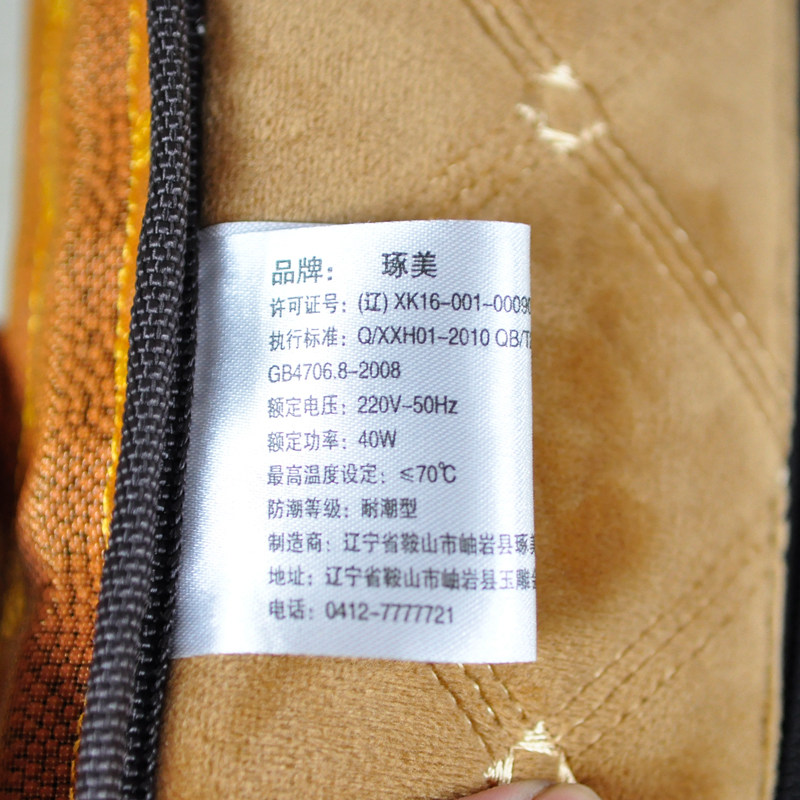 品牌： 琢美
许可证号：(辽) XK16-001-00090
执行标准：Q/XXH01-2010 QB/T
GB4706.8-2008
额定电压：220V-50Hz
额定功率：40W
最高温度设定：≤70℃
防潮等级：耐潮型
制造商：辽宁省鞍山市岫岩县琢美
地址：辽宁省鞍山市岫岩县玉雕
电话：0412-7777721